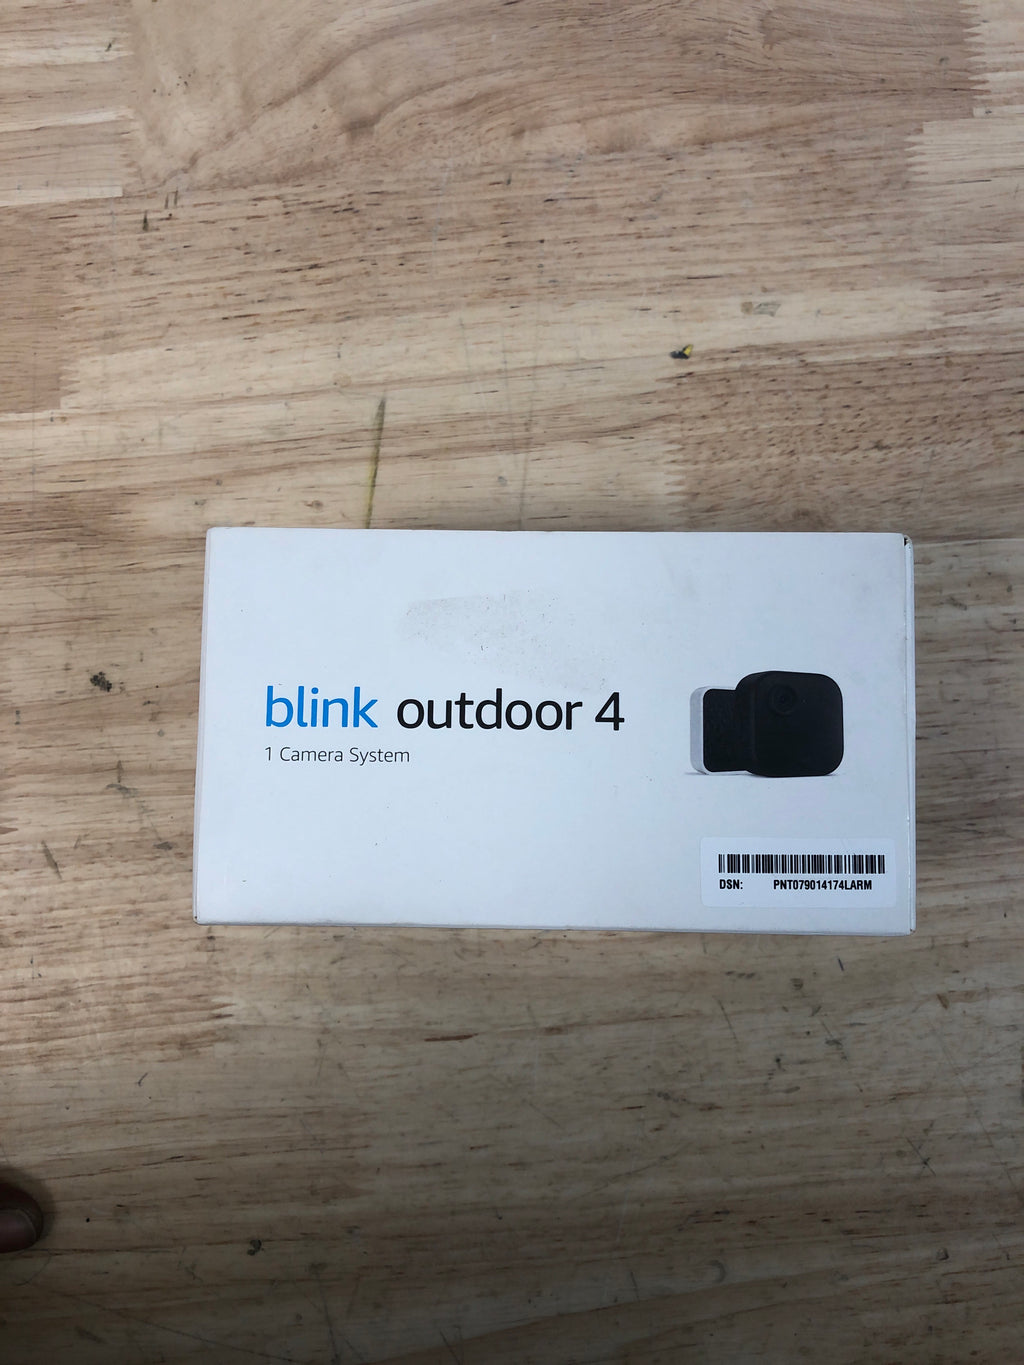 blink outdoor 4
1 Camera System
DSN: PNT079014174LARM